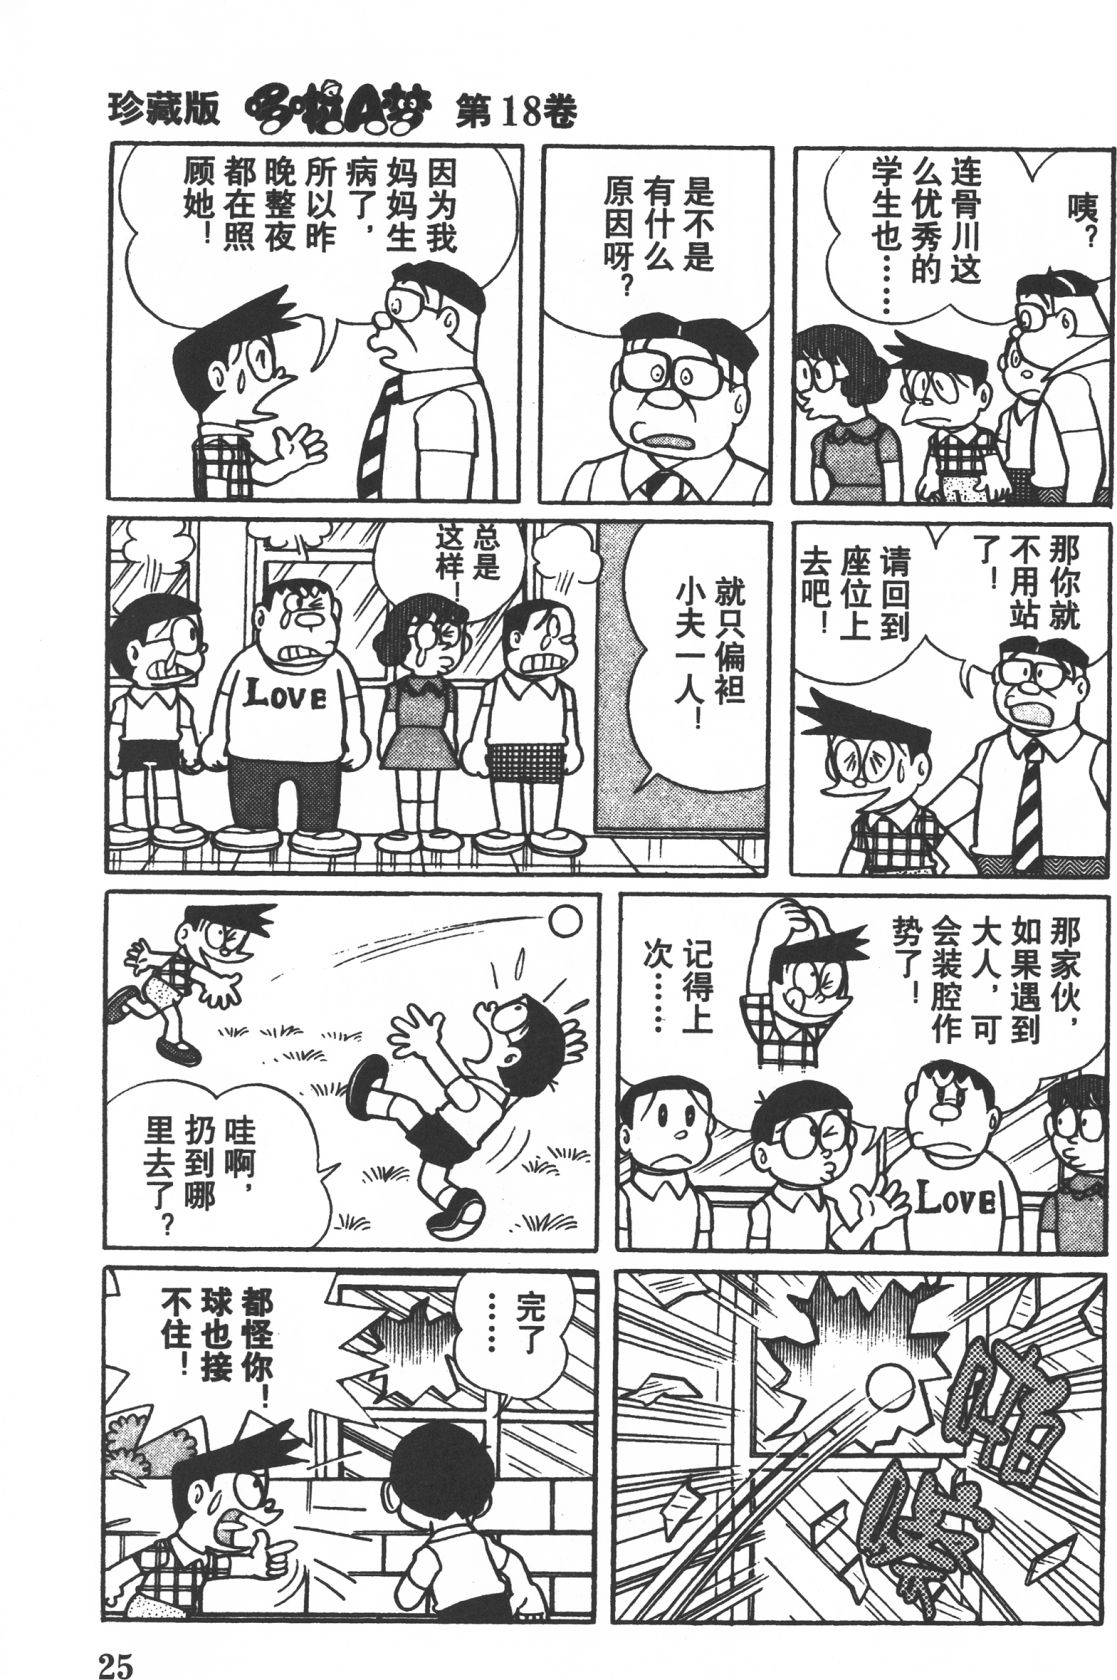 珍藏版 哆啦A梦 第18卷
咦？
连骨川这
么优秀的
学生也……
是不是
有什么
原因呀？
因为我
妈妈生
病了，
所以昨
晚整夜
都在照
顾她！
那你就
不用站
了！
请回到
座位上
去吧！
就只偏袒
小夫一人！
总是
这样！
LOVE
那家伙，
如果遇到
大人，可
会装腔作
势了！
记得上
次……
LOVE
哇啊，
扔到哪
里去了？
喀嚓
完了
……
都怪你！
球也接
不住！
25